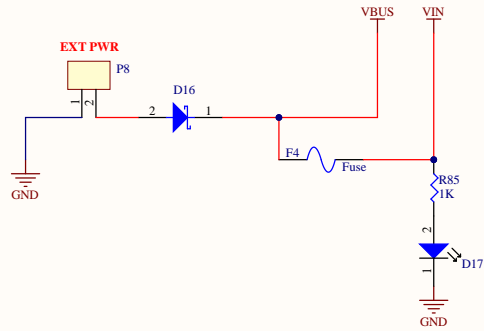 VBUS
VIN
EXT PWR
P8
1
2
D16
2
1
F4
Fuse
R85
1K
GND
2
D17
1
GND